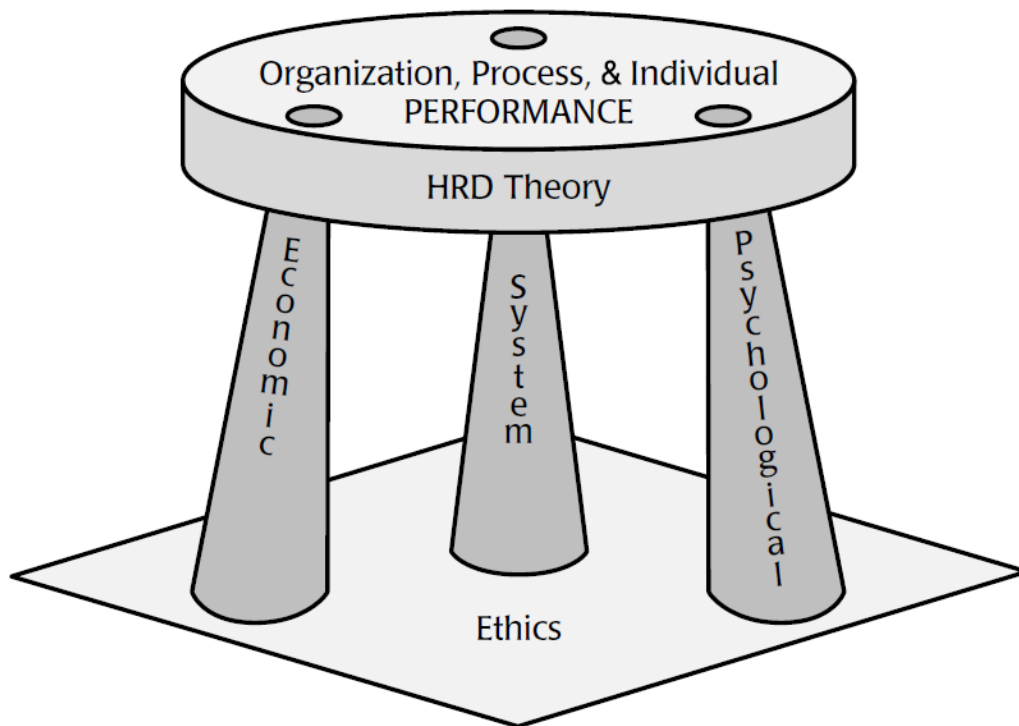 Organization, Process, & Individual
PERFORMANCE
HRD Theory
Economic
System
Psychological
Ethics